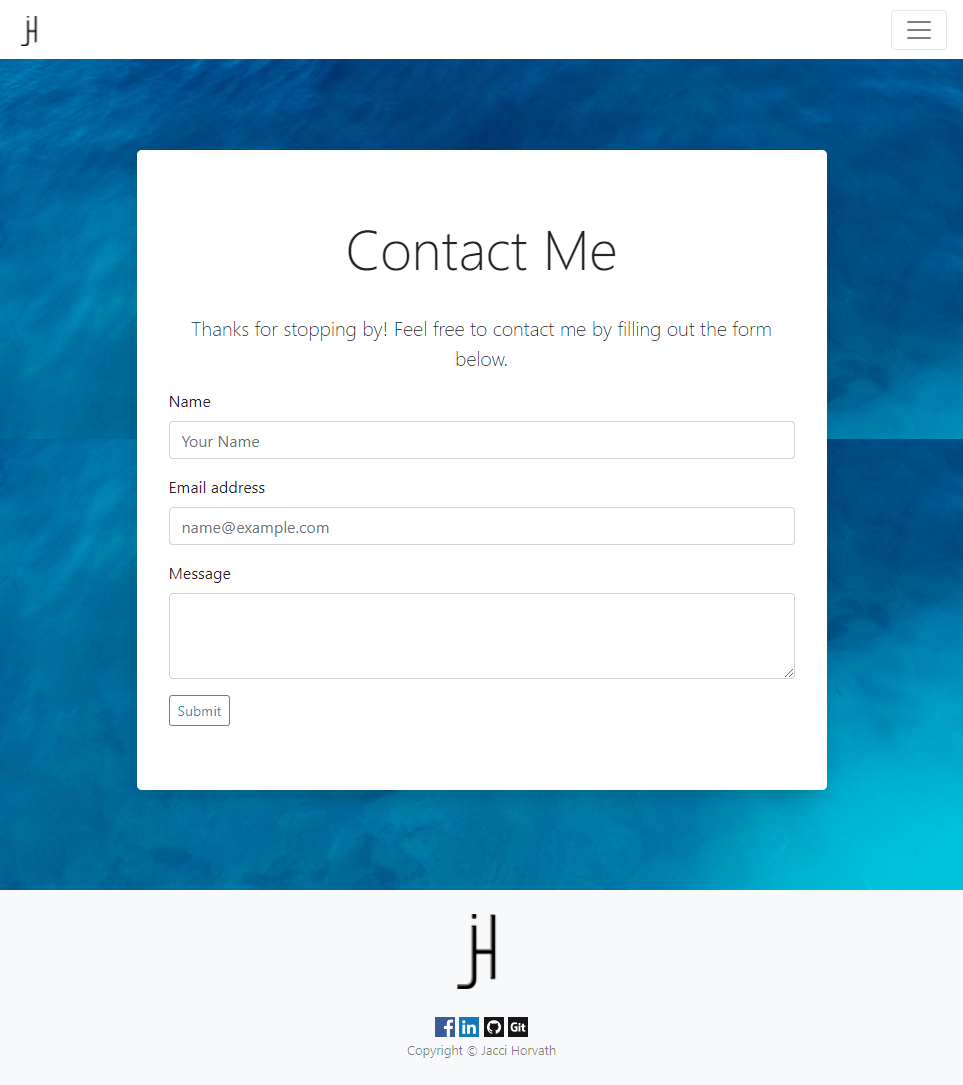 jH
Contact Me
Thanks for stopping by! Feel free to contact me by filling out the form
below.
Name
Your Name
Email address
name@example.com
Message
Submit
jH
f in Git
Copyright © Jacci Horvath